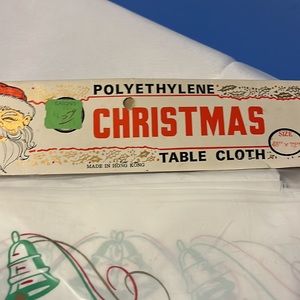 POLYETHYLENE
CHRISTMAS
SIZE
TABLE CLOTH
MADE IN HONG KONG